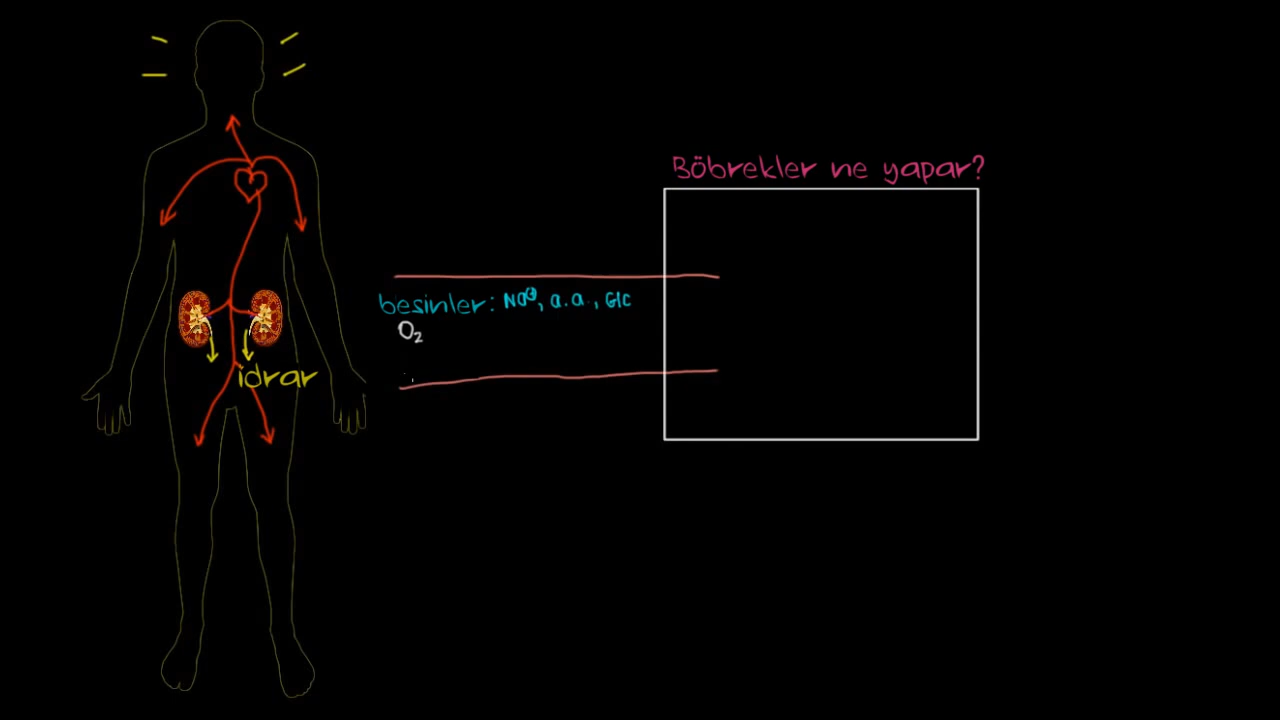 Böbrekler ne yapar?
besinler: Na⊕, a.a., Glc
O₂
idrar